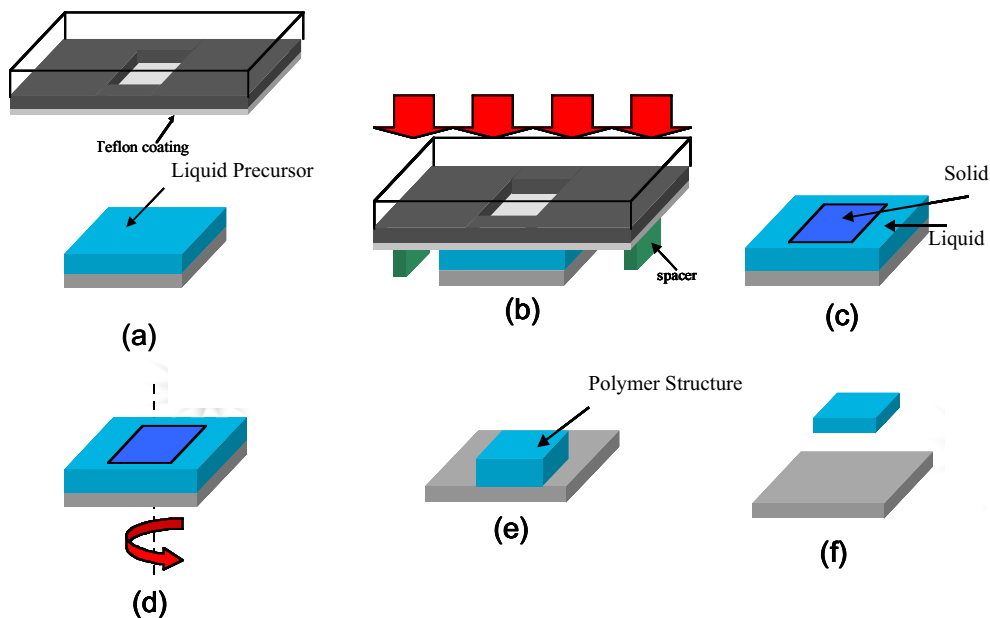 Teflon coating
Liquid Precursor
(a)
spacer
(b)
Solid
Liquid
(c)
(d)
Polymer Structure
(e)
(f)